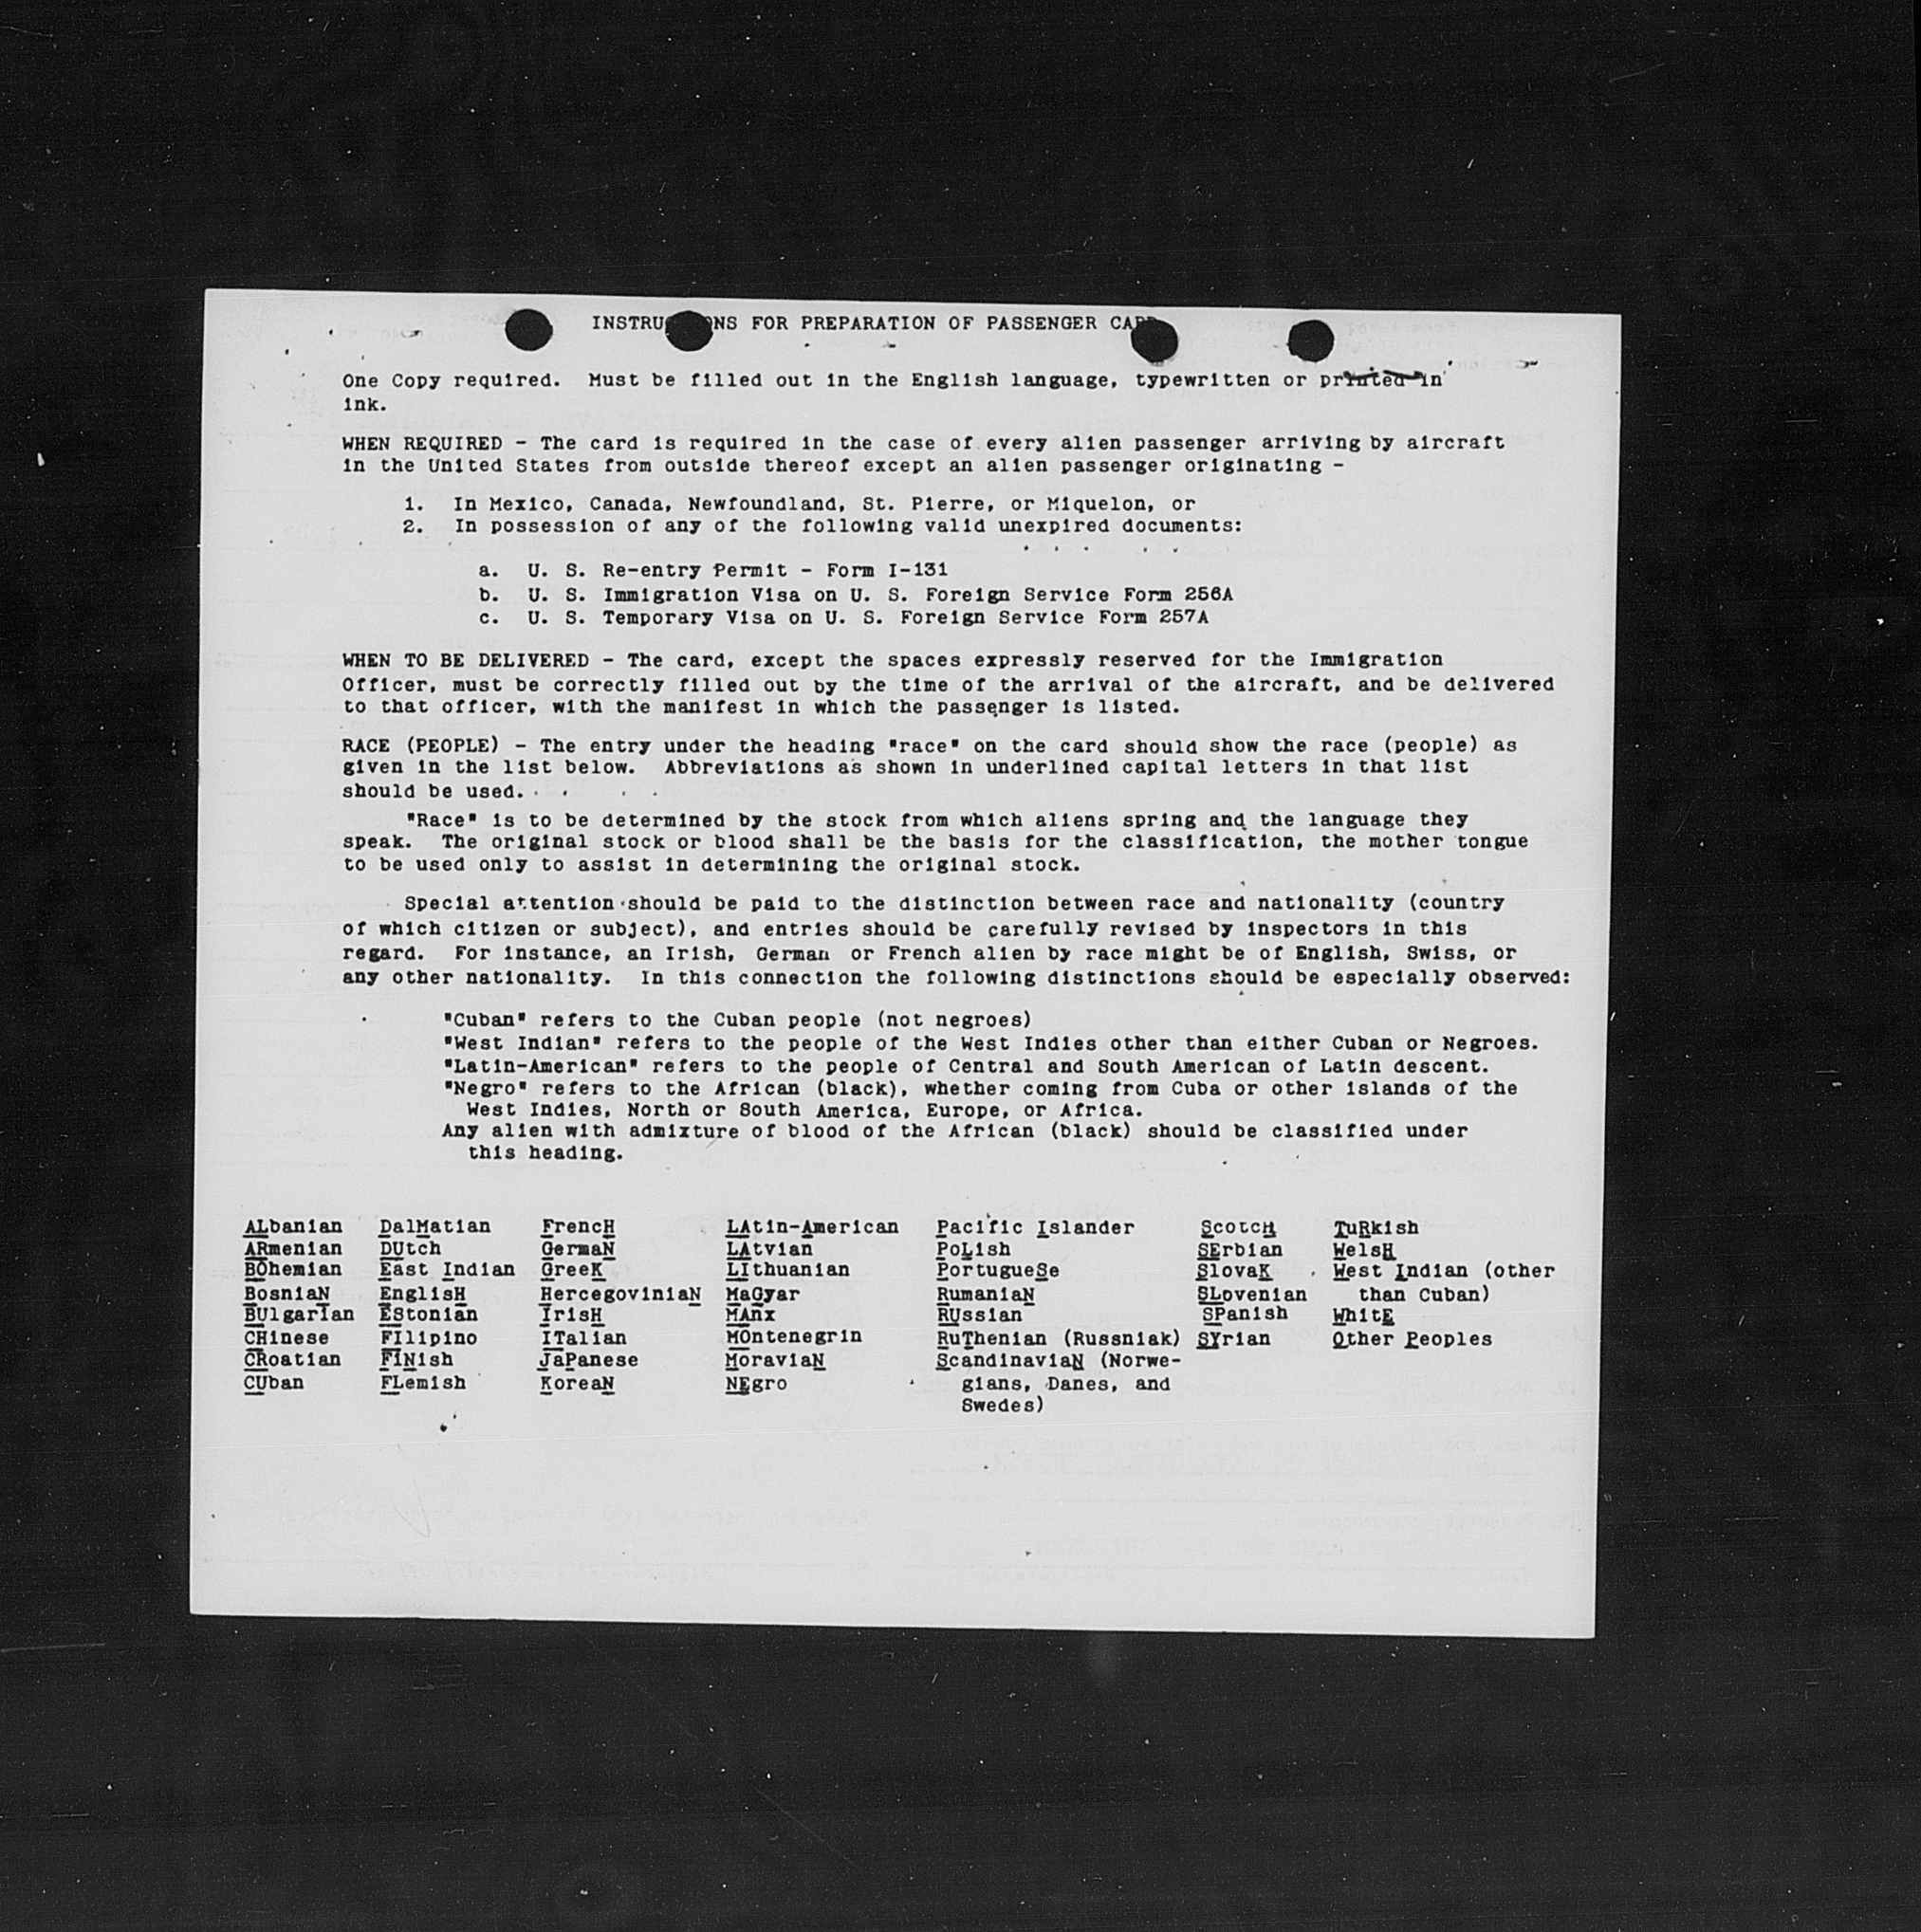 INSTRUCTIONS FOR PREPARATION OF PASSENGER CARD
One Copy required. Must be filled out in the English language, typewritten or printed in
ink.
WHEN REQUIRED - The card is required in the case of every alien passenger arriving by aircraft
in the United States from outside thereof except an alien passenger originating -
1. In Mexico, Canada, Newfoundland, St. Pierre, or Miquelon, or
2. In possession of any of the following valid unexpired documents:
a. U. S. Re-entry Permit - Form I-131
b. U. S. Immigration Visa on U. S. Foreign Service Form 256A
c. U. S. Temporary Visa on U. S. Foreign Service Form 257A
WHEN TO BE DELIVERED - The card, except the spaces expressly reserved for the Immigration
Officer, must be correctly filled out by the time of the arrival of the aircraft, and be delivered
to that officer, with the manifest in which the passenger is listed.
RACE (PEOPLE) - The entry under the heading "race" on the card should show the race (people) as
given in the list below. Abbreviations as shown in underlined capital letters in that list
should be used.
"Race" is to be determined by the stock from which aliens spring and the language they
speak. The original stock or blood shall be the basis for the classification, the mother tongue
to be used only to assist in determining the original stock.
Special attention should be paid to the distinction between race and nationality (country
of which citizen or subject), and entries should be carefully revised by inspectors in this
regard. For instance, an Irish, German or French alien by race might be of English, Swiss, or
any other nationality. In this connection the following distinctions should be especially observed:
"Cuban" refers to the Cuban people (not negroes)
"West Indian" refers to the people of the West Indies other than either Cuban or Negroes.
"Latin-American" refers to the people of Central and South American of Latin descent.
"Negro" refers to the African (black), whether coming from Cuba or other islands of the
West Indies, North or South America, Europe, or Africa.
Any alien with admixture of blood of the African (black) should be classified under
this heading.
ALbanian DalMatian FrencH LAtin-American Pacific Islander ScotcH TuRkish
ARmenian DUtch GermaN LAtvian PoLish SErbian WelsH
BOhemian East Indian GreeK LIthuanian PortugueSe SlovaK West Indian (other
BosniaN EnglisH HercegoviniaN MaGyar RumaniaN SLovenian than Cuban)
BUlgarian EStonian IrisH MAnx RUssian SPanish WhitE
CHinese FIlipino ITalian MOntenegrin RuThenian (Russniak) SYrian Other Peoples
CRoatian FINish JaPanese MoraviaN ScandinaviaN (Norwe-
CUban FLemish KoreaN NEgro gians, Danes, and
Swedes)